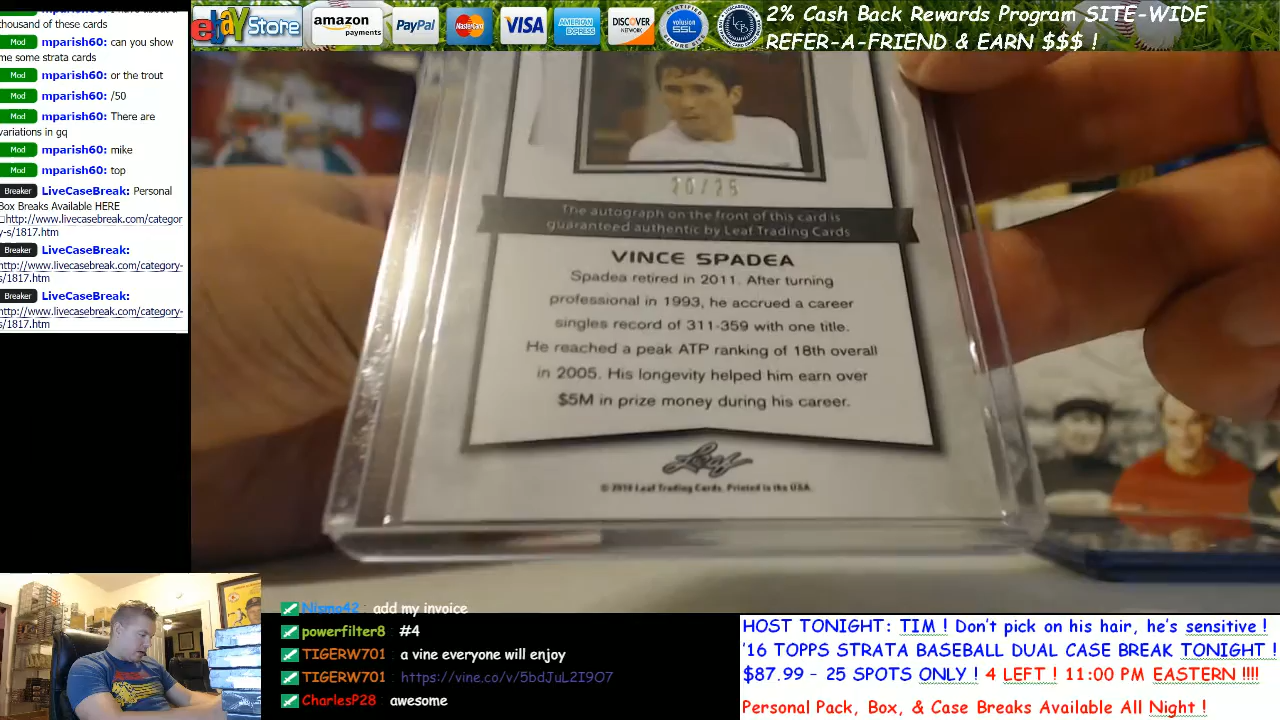 thousand of these cards
Mod mparish60: can you show
me some strata cards
Mod mparish60: or the trout
Mod mparish60: /50
Mod mparish60: There are
variations in gq
Mod mparish60: mike
Mod mparish60: top
Breaker LiveCaseBreak: Personal
Box Breaks Available HERE
http://www.livecasebreak.com/categor
y-s/1817.htm
Breaker LiveCaseBreak:
http://www.livecasebreak.com/category-
s/1817.htm
Breaker LiveCaseBreak:
http://www.livecasebreak.com/category-
s/1817.htm
ebay Store
amazon
payments
PayPal
MasterCard
VISA
AMERICAN
EXPRESS
DISCOVER
NETWORK
CERTIFIED
volusion
SSL
SECURE
2% Cash Back Rewards Program SITE-WIDE
REFER-A-FRIEND & EARN $$$ !
20/25
The autograph on the front of this card is
guaranteed authentic by Leaf Trading Cards
VINCE SPADEA
Spadea retired in 2011. After turning
professional in 1993, he accrued a career
singles record of 311-359 with one title.
He reached a peak ATP ranking of 18th overall
in 2005. His longevity helped him earn over
$5M in prize money during his career.
Leaf
Leaf Trading Cards. Printed in the USA.
Nismo42 : add my invoice
powerfilter8 : #4
TIGERW701 : a vine everyone will enjoy
TIGERW701 : https://vine.co/v/5bdJuL2I9O7
CharlesP28 : awesome
HOST TONIGHT: TIM ! Don't pick on his hair, he's sensitive !
'16 TOPPS STRATA BASEBALL DUAL CASE BREAK TONIGHT !
$87.99 - 25 SPOTS ONLY ! 4 LEFT ! 11:00 PM EASTERN !!!!
Personal Pack, Box, & Case Breaks Available All Night !